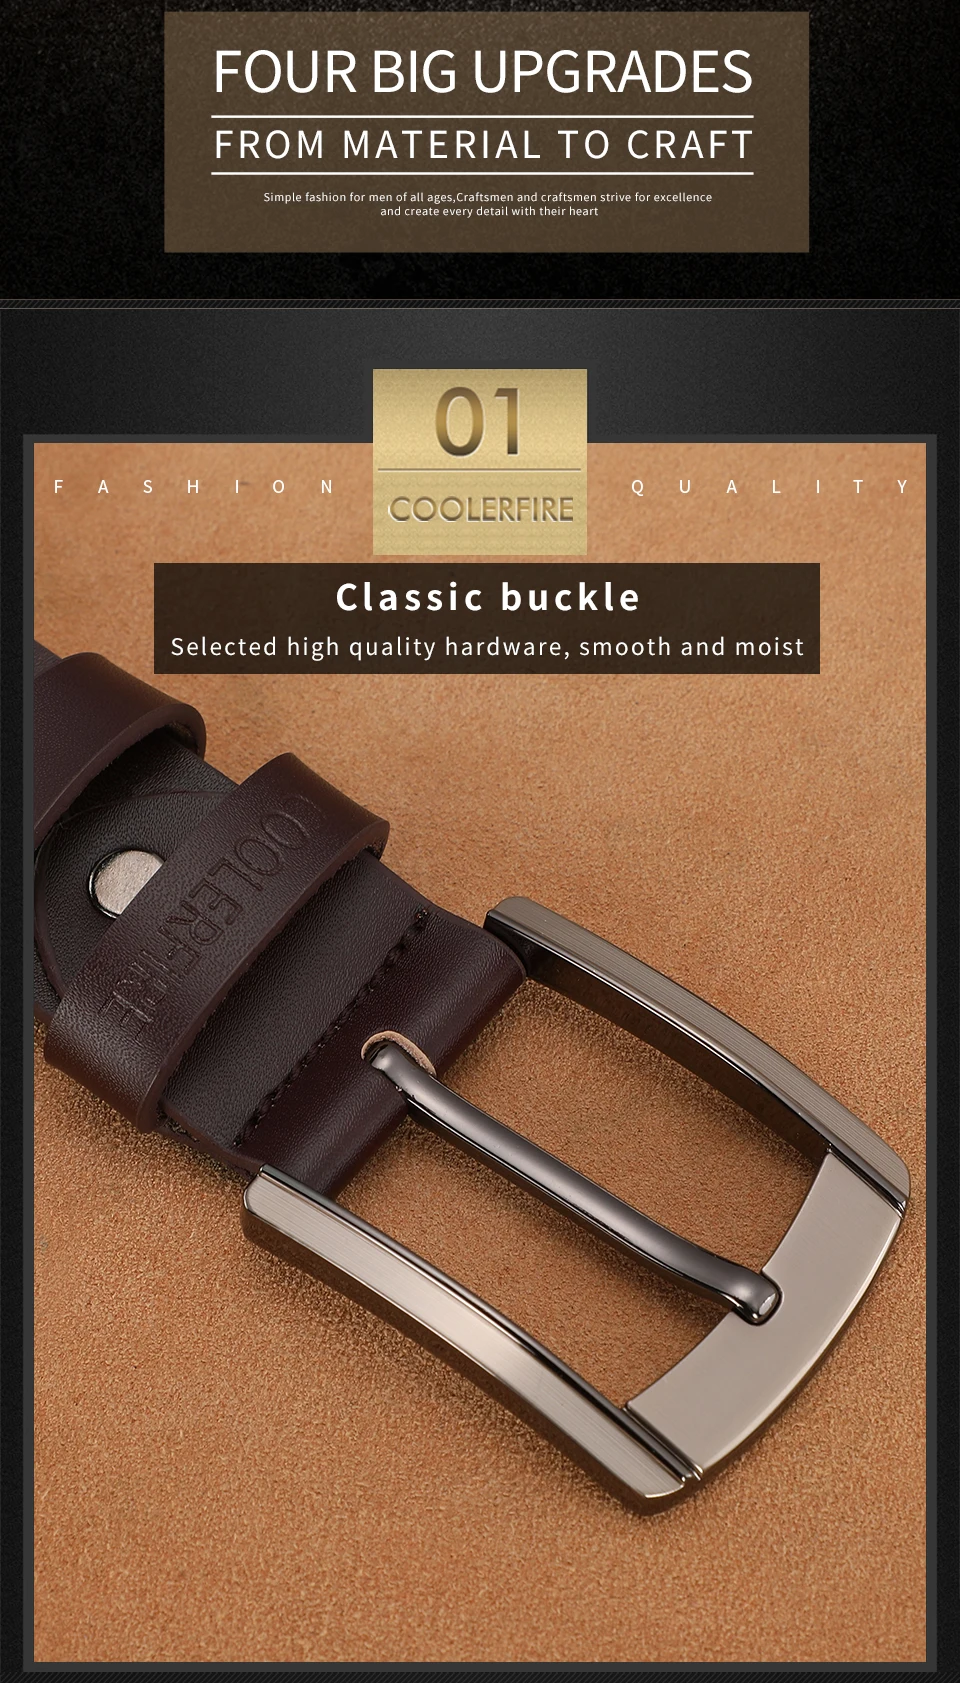 FOUR BIG UPGRADES
FROM MATERIAL TO CRAFT
Simple fashion for men of all ages,Craftsmen and craftsmen strive for excellence
and create every detail with their heart
01
FASHION
QUALITY
COOLERFIRE
Classic buckle
Selected high quality hardware, smooth and moist
COOLERFIRE